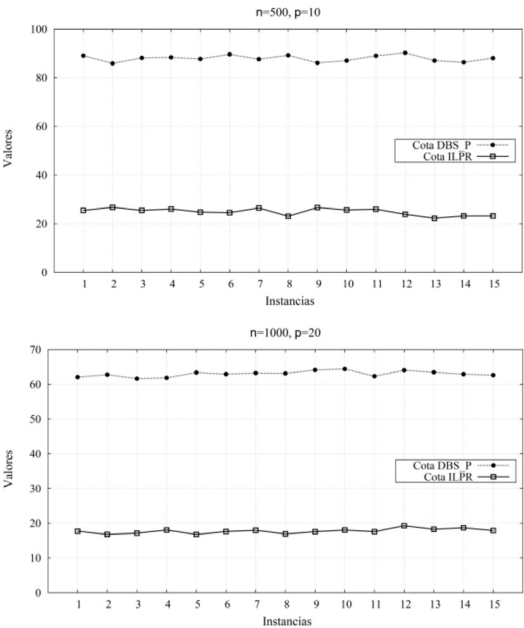 n=500, p=10
100
80
60
40
20
0
Valores
Cota DBS_P
Cota ILPR
1 2 3 4 5 6 7 8 9 10 11 12 13 14 15
Instancias
n=1000, p=20
70
60
50
40
30
20
10
0
Valores
Cota DBS_P
Cota ILPR
1 2 3 4 5 6 7 8 9 10 11 12 13 14 15
Instancias